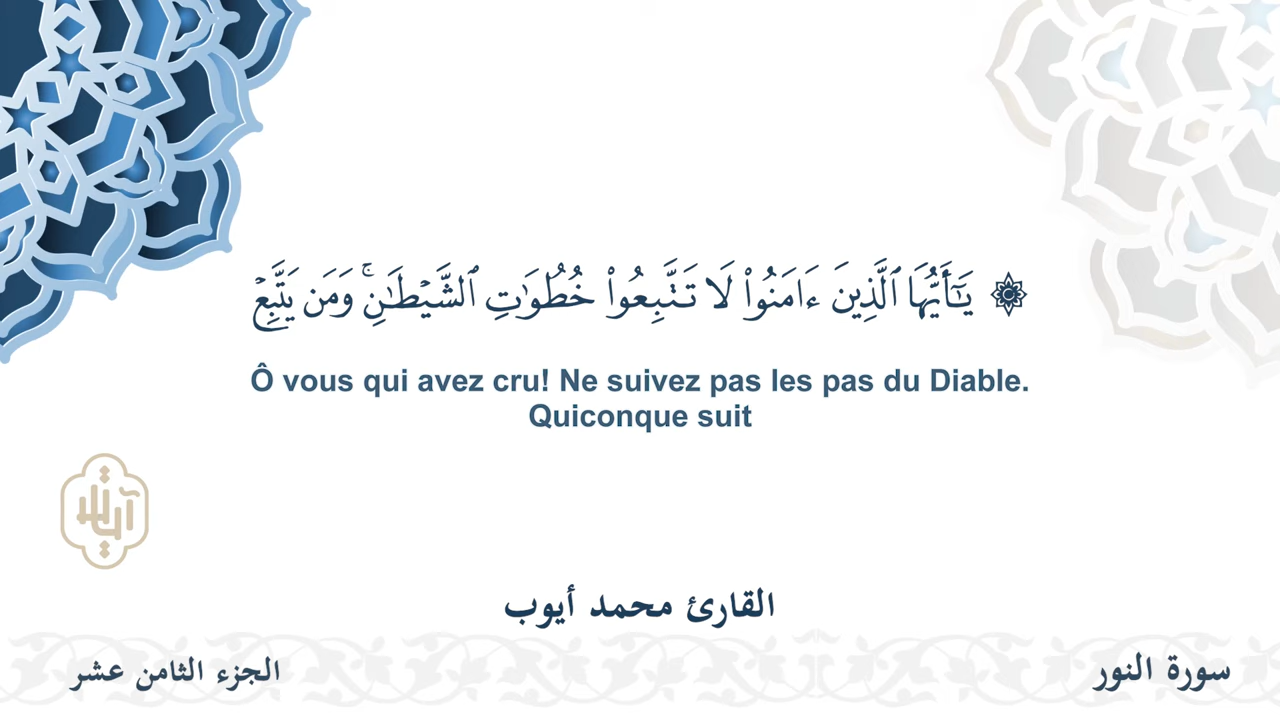 ۞ يَـٰٓأَيُّهَا ٱلَّذِينَ ءَامَنُوا۟ لَا تَتَّبِعُوا۟ خُطُوَٰتِ ٱلشَّيْطَـٰنِ ۚ وَمَن يَتَّبِعْ
Ô vous qui avez cru! Ne suivez pas les pas du Diable.
Quiconque suit
آيات
القارئ محمد أيوب
سورة النور
الجزء الثامن عشر